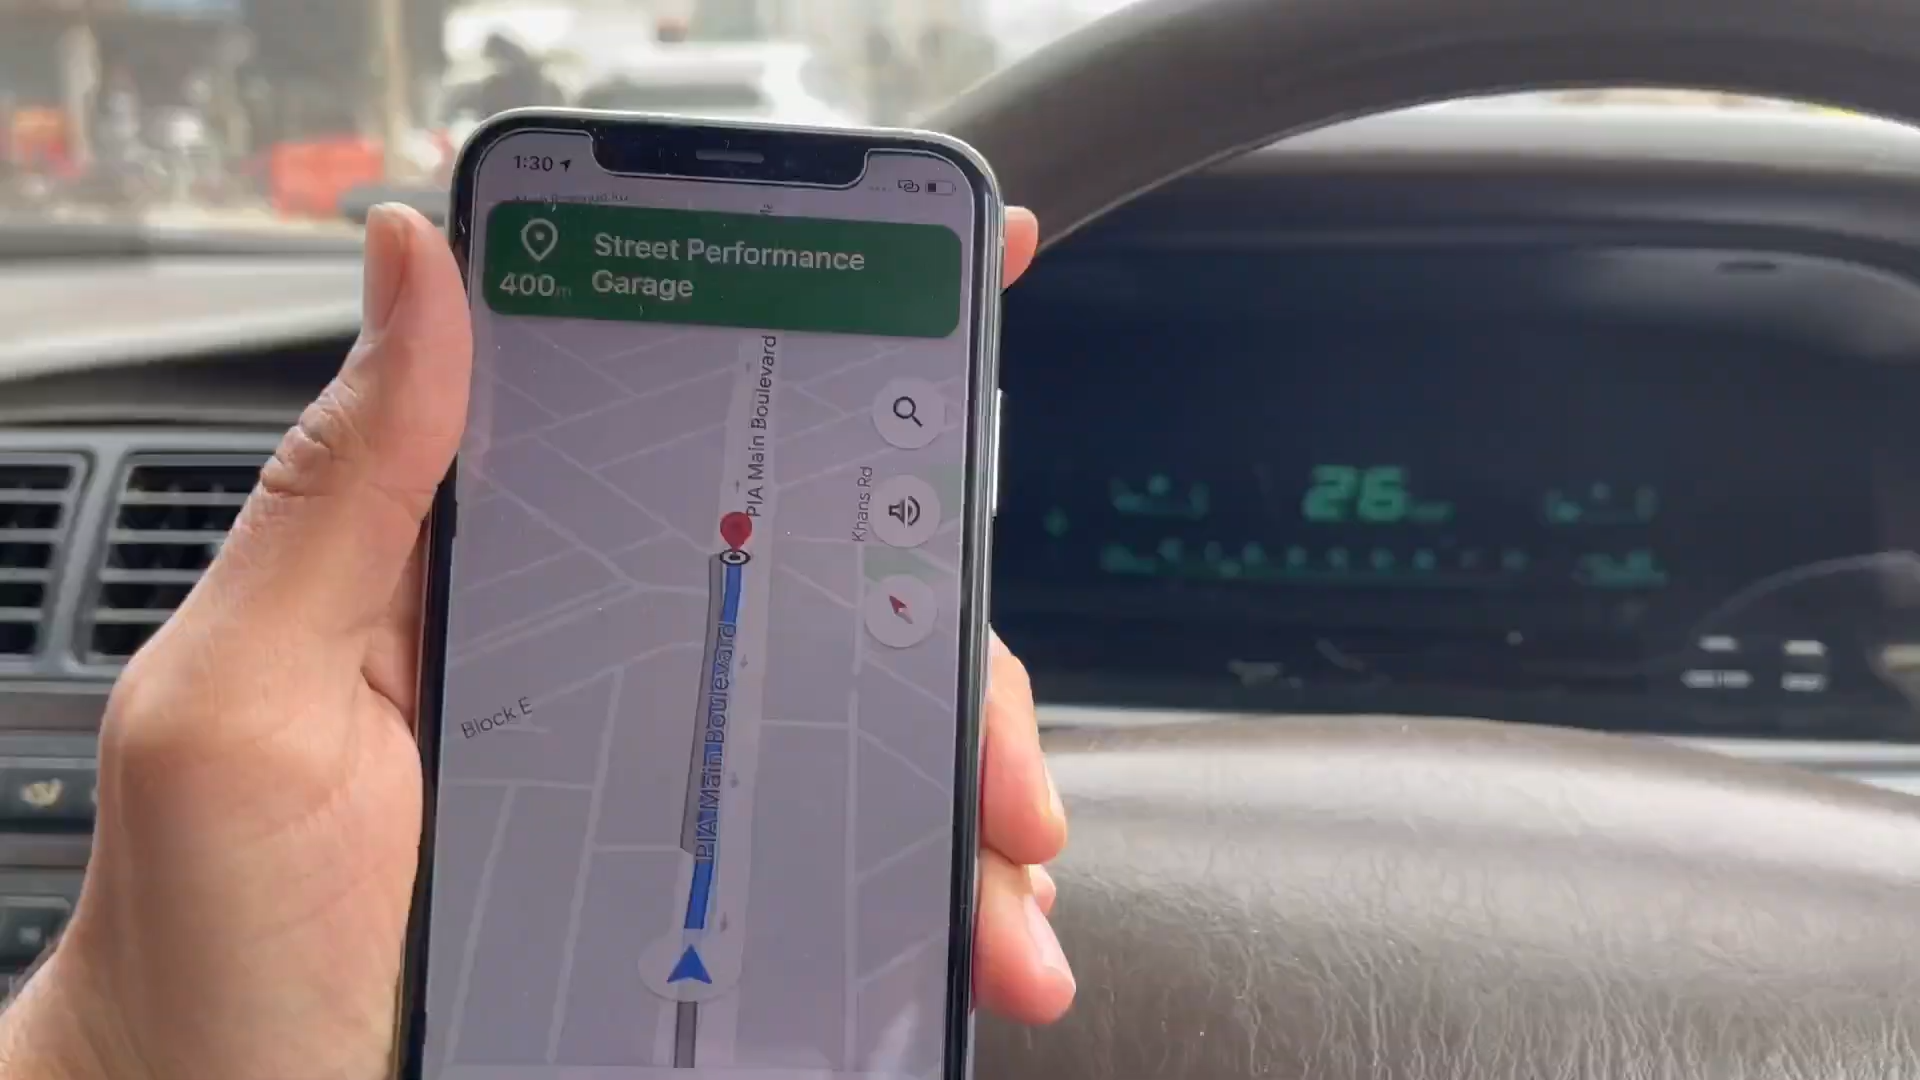 1:30
Street Performance
400m Garage
PIA Main Boulevard
Khans Rd
PIA Main Boulevard
Block E
26